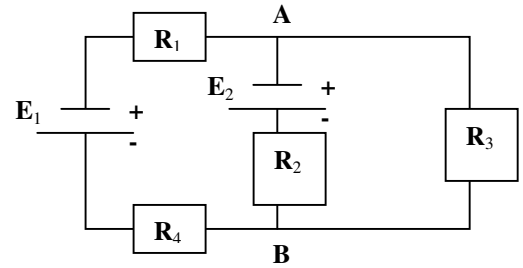 A
R₁
E₂
+
-
E₁
+
-
R₂
R₃
R₄
B